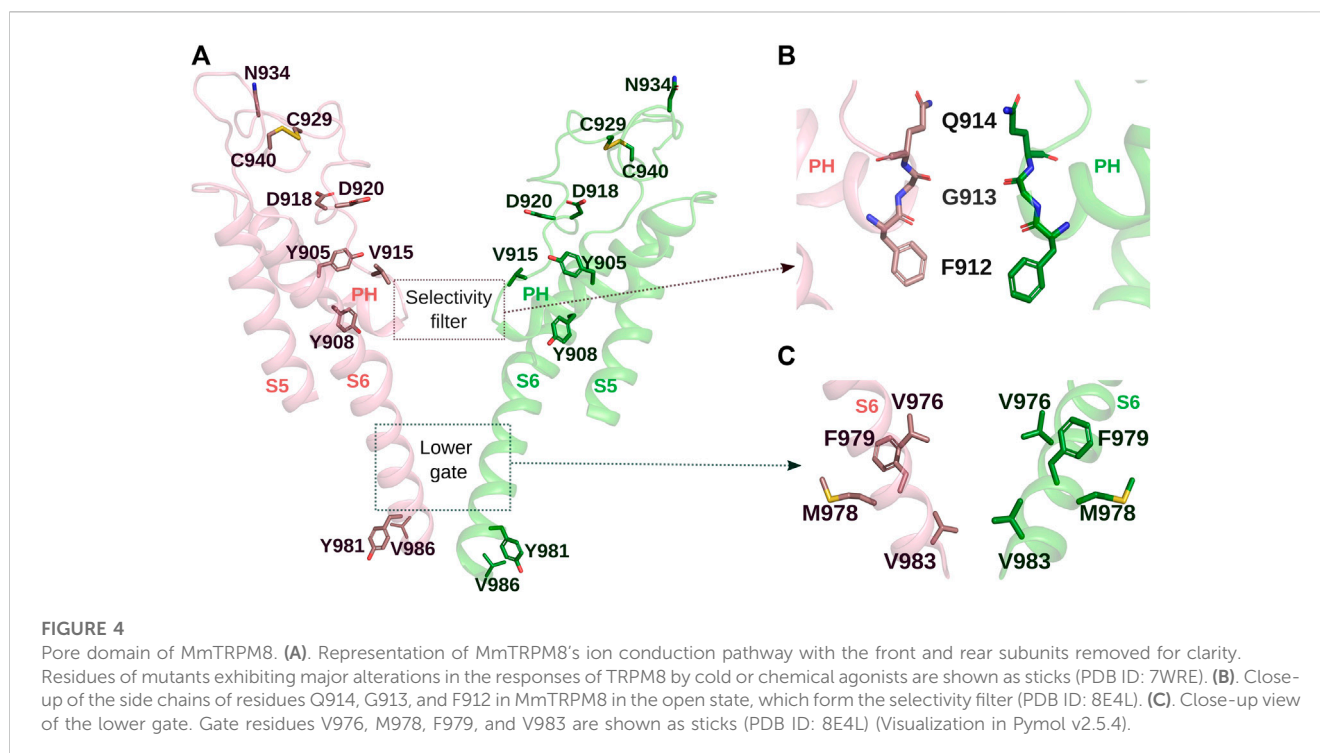 A
N934
C929
C940
D918
D920
Y905
V915
PH
Y908
S5
S6
Selectivity
filter
Lower
gate
Y981
V986
N934
C929
C940
D920
D918
V915
Y905
PH
Y908
S6
S5
Y981
V986
B
Q914
PH
PH
G913
F912
C
S6
V976
V976
S6
F979
F979
M978
M978
V983
V983
FIGURE 4
Pore domain of MmTRPM8. (A). Representation of MmTRPM8's ion conduction pathway with the front and rear subunits removed for clarity.
Residues of mutants exhibiting major alterations in the responses of TRPM8 by cold or chemical agonists are shown as sticks (PDB ID: 7WRE). (B). Close-
up of the side chains of residues Q914, G913, and F912 in MmTRPM8 in the open state, which form the selectivity filter (PDB ID: 8E4L). (C). Close-up view
of the lower gate. Gate residues V976, M978, F979, and V983 are shown as sticks (PDB ID: 8E4L) (Visualization in Pymol v2.5.4).